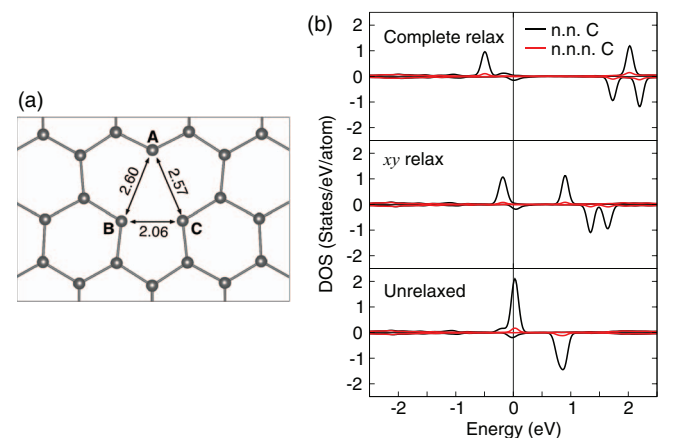 (a)
A
2.60
2.57
B
2.06
C
(b)
DOS (States/eV/atom)
Complete relax
n.n. C
n.n.n. C
2
1
0
-1
-2
xy relax
2
1
0
-1
-2
Unrelaxed
2
1
0
-1
-2
-2 -1 0 1 2
Energy (eV)